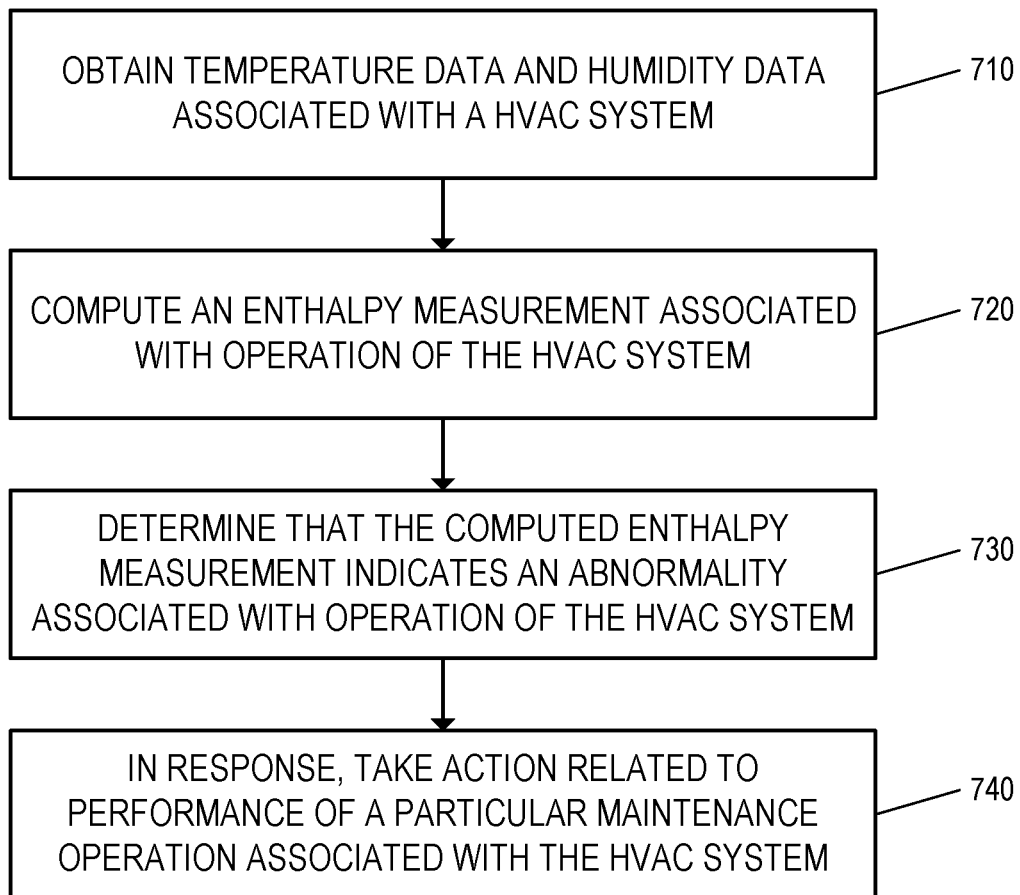 OBTAIN TEMPERATURE DATA AND HUMIDITY DATA
ASSOCIATED WITH A HVAC SYSTEM
710
COMPUTE AN ENTHALPY MEASUREMENT ASSOCIATED
WITH OPERATION OF THE HVAC SYSTEM
720
DETERMINE THAT THE COMPUTED ENTHALPY
MEASUREMENT INDICATES AN ABNORMALITY
ASSOCIATED WITH OPERATION OF THE HVAC SYSTEM
730
IN RESPONSE, TAKE ACTION RELATED TO
PERFORMANCE OF A PARTICULAR MAINTENANCE
OPERATION ASSOCIATED WITH THE HVAC SYSTEM
740